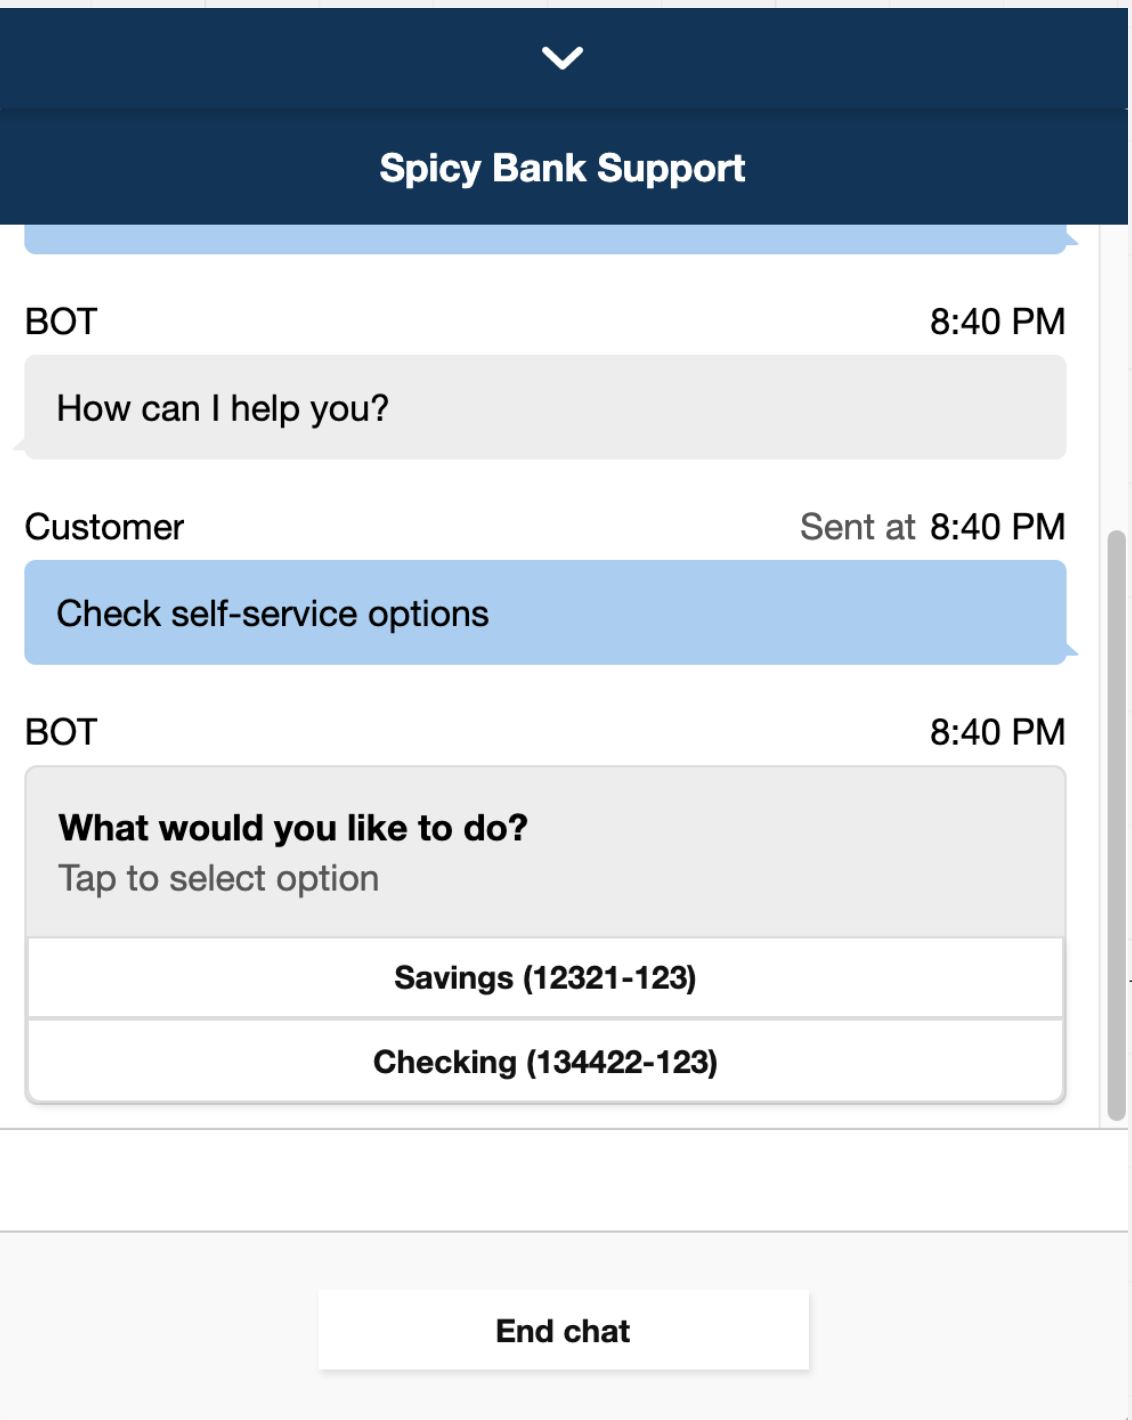 Spicy Bank Support
BOT 8:40 PM
How can I help you?
Customer Sent at 8:40 PM
Check self-service options
BOT 8:40 PM
What would you like to do?
Tap to select option
Savings (12321-123)
Checking (134422-123)
End chat